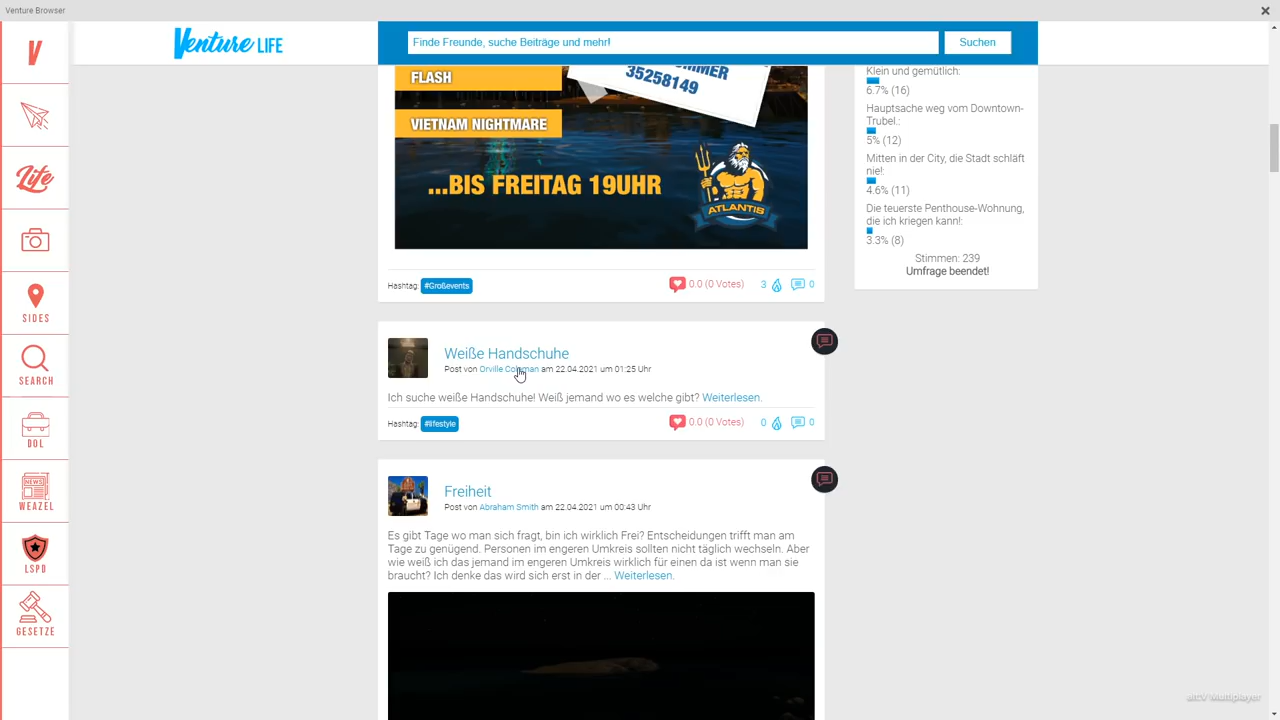 Venture Browser
Venture LIFE
Finde Freunde, suche Beiträge und mehr!
Suchen
V
Life
SIDES
SEARCH
DOL
NEWS
WEAZEL
LSPD
GESETZE
FLASH
35258149
VIETNAM NIGHTMARE
...BIS FREITAG 19UHR
ATLANTIS
Hashtag: #Großevents
0.0 (0 Votes) 3 0
Weiße Handschuhe
Post von Orville Coleman am 22.04.2021 um 01:25 Uhr
Ich suche weiße Handschuhe! Weiß jemand wo es welche gibt? Weiterlesen.
Hashtag: #lifestyle
0.0 (0 Votes) 0 0
Freiheit
Post von Abraham Smith am 22.04.2021 um 00:43 Uhr
Es gibt Tage wo man sich fragt, bin ich wirklich Frei? Entscheidungen trifft man am
Tage zu genügend. Personen im engeren Umkreis sollten nicht täglich wechseln. Aber
wie weiß ich das jemand im engeren Umkreis wirklich für einen da ist wenn man sie
braucht? Ich denke das wird sich erst in der ... Weiterlesen.
Klein und gemütlich:
6.7% (16)
Hauptsache weg vom Downtown-
Trubel.:
5% (12)
Mitten in der City, die Stadt schläft
nie!:
4.6% (11)
Die teuerste Penthouse-Wohnung,
die ich kriegen kann!:
3.3% (8)
Stimmen: 239
Umfrage beendet!
alt:V Multiplayer